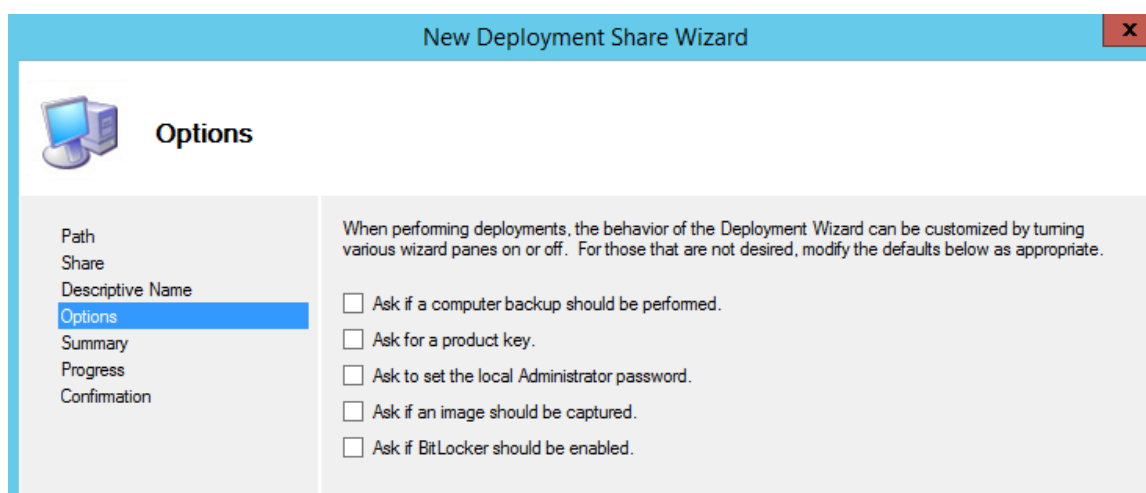 New Deployment Share Wizard
x
Options
Path
Share
Descriptive Name
Options
Summary
Progress
Confirmation
When performing deployments, the behavior of the Deployment Wizard can be customized by turning
various wizard panes on or off. For those that are not desired, modify the defaults below as appropriate.
Ask if a computer backup should be performed.
Ask for a product key.
Ask to set the local Administrator password.
Ask if an image should be captured.
Ask if BitLocker should be enabled.